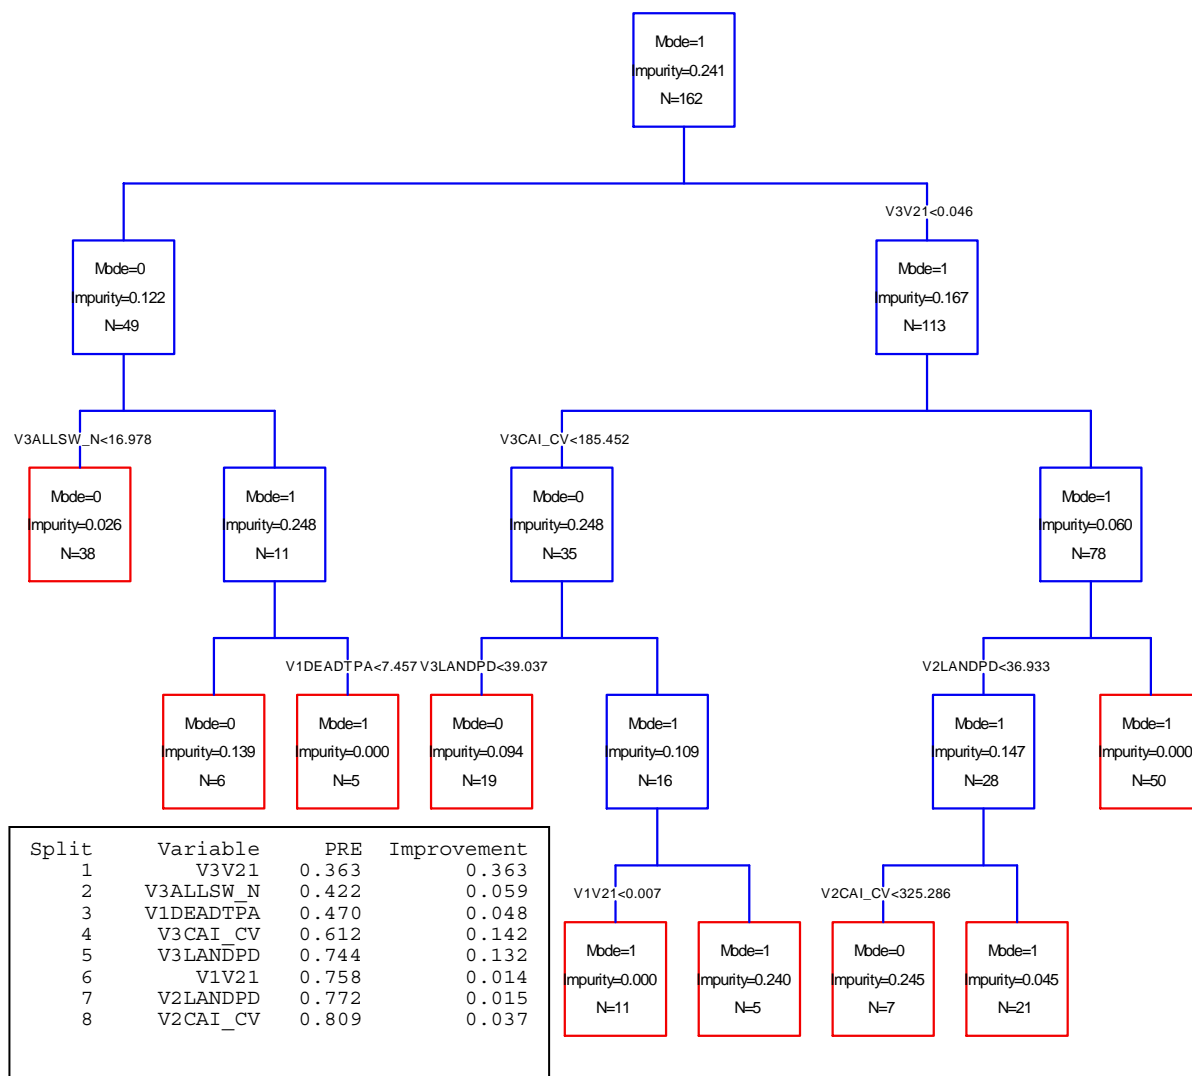 Mode=1
Impurity=0.241
N=162
V3V21<0.046
Mode=0
Impurity=0.122
N=49
Mode=1
Impurity=0.167
N=113
V3ALLSW_N<16.978
V3CAI_CV<185.452
Mode=0
Impurity=0.026
N=38
Mode=1
Impurity=0.248
N=11
Mode=0
Impurity=0.248
N=35
Mode=1
Impurity=0.060
N=78
V1DEADTPA<7.457
V3LANDPD<39.037
V2LANDPD<36.933
Mode=0
Impurity=0.139
N=6
Mode=1
Impurity=0.000
N=5
Mode=0
Impurity=0.094
N=19
Mode=1
Impurity=0.109
N=16
Mode=1
Impurity=0.147
N=28
Mode=1
Impurity=0.000
N=50
V1V21<0.007
V2CAI_CV<325.286
Mode=1
Impurity=0.000
N=11
Mode=1
Impurity=0.240
N=5
Mode=0
Impurity=0.245
N=7
Mode=1
Impurity=0.045
N=21
Split Variable PRE Improvement
1 V3V21 0.363 0.363
2 V3ALLSW_N 0.422 0.059
3 V1DEADTPA 0.470 0.048
4 V3CAI_CV 0.612 0.142
5 V3LANDPD 0.744 0.132
6 V1V21 0.758 0.014
7 V2LANDPD 0.772 0.015
8 V2CAI_CV 0.809 0.037